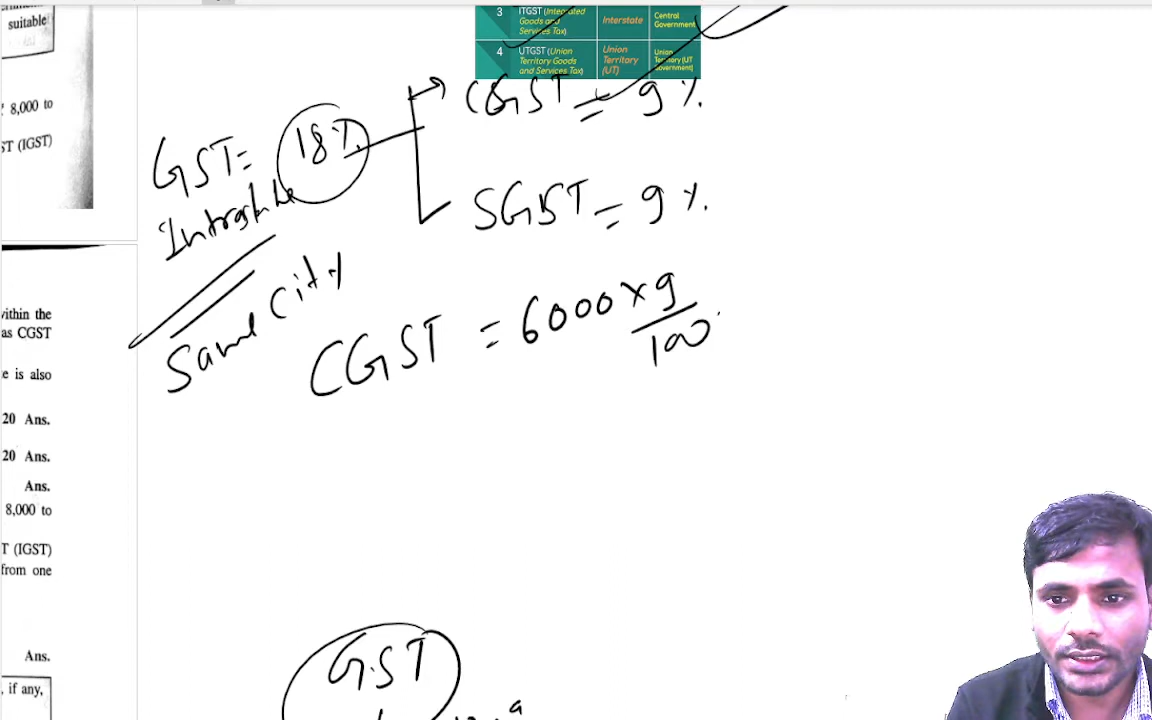 suitable
8,000 to
ST (IGST)
3 ITGST (Integrated Goods and Services Tax) Interstate Central Government
4 UTGST (Union Territory Goods and Services Tax) Union Territory (UT) Union Territory (UT Government)
CGST = 9 %.
GST = 18 %.
SGST = 9 %.
Intrastate
Same City
CGST = 6000 x 9
100
within the
as CGST
e is also
20 Ans.
20 Ans.
Ans.
8,000 to
T (IGST)
from one
Ans.
, if any,
GST